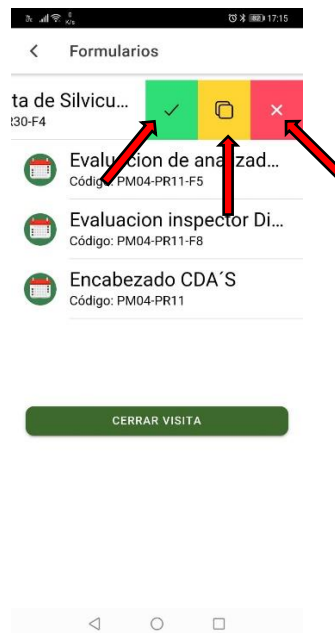 17:15
Formularios
ta de Silvicu...
30-F4
Evaluacion de analizad...
Código: PM04-PR11-F5
Evaluacion inspector Di...
Código: PM04-PR11-F8
Encabezado CDA´S
Código: PM04-PR11
CERRAR VISITA